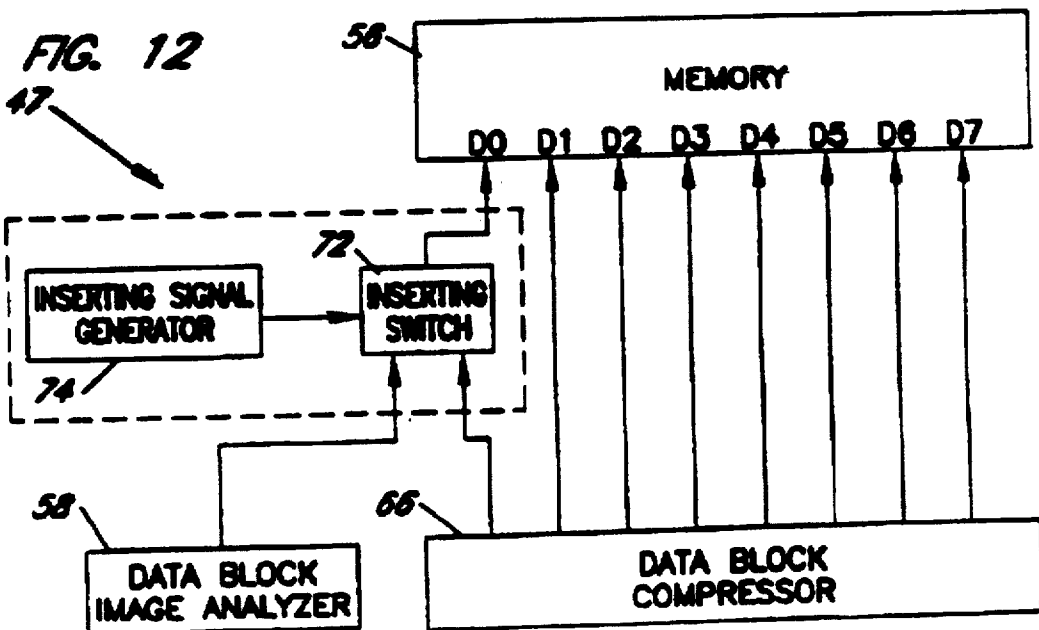 FIG. 12
47
56
MEMORY
D0 D1 D2 D3 D4 D5 D6 D7
72
INSERTING SIGNAL
GENERATOR
74
INSERTING
SWITCH
58
DATA BLOCK
IMAGE ANALYZER
66
DATA BLOCK
COMPRESSOR